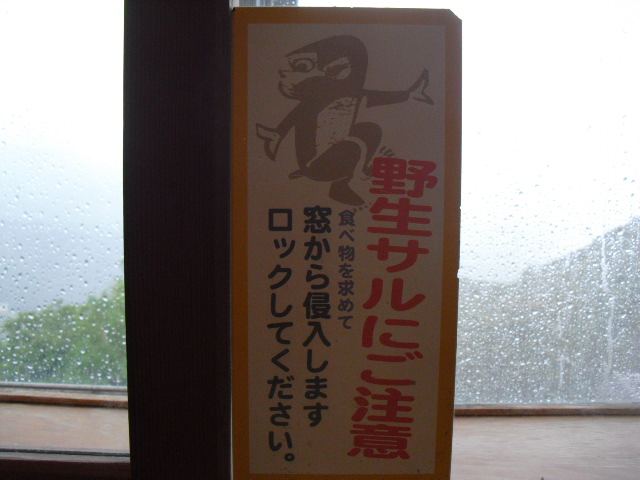 野生サルにご注意
食べ物を求めて
窓から侵入します
ロックしてください。